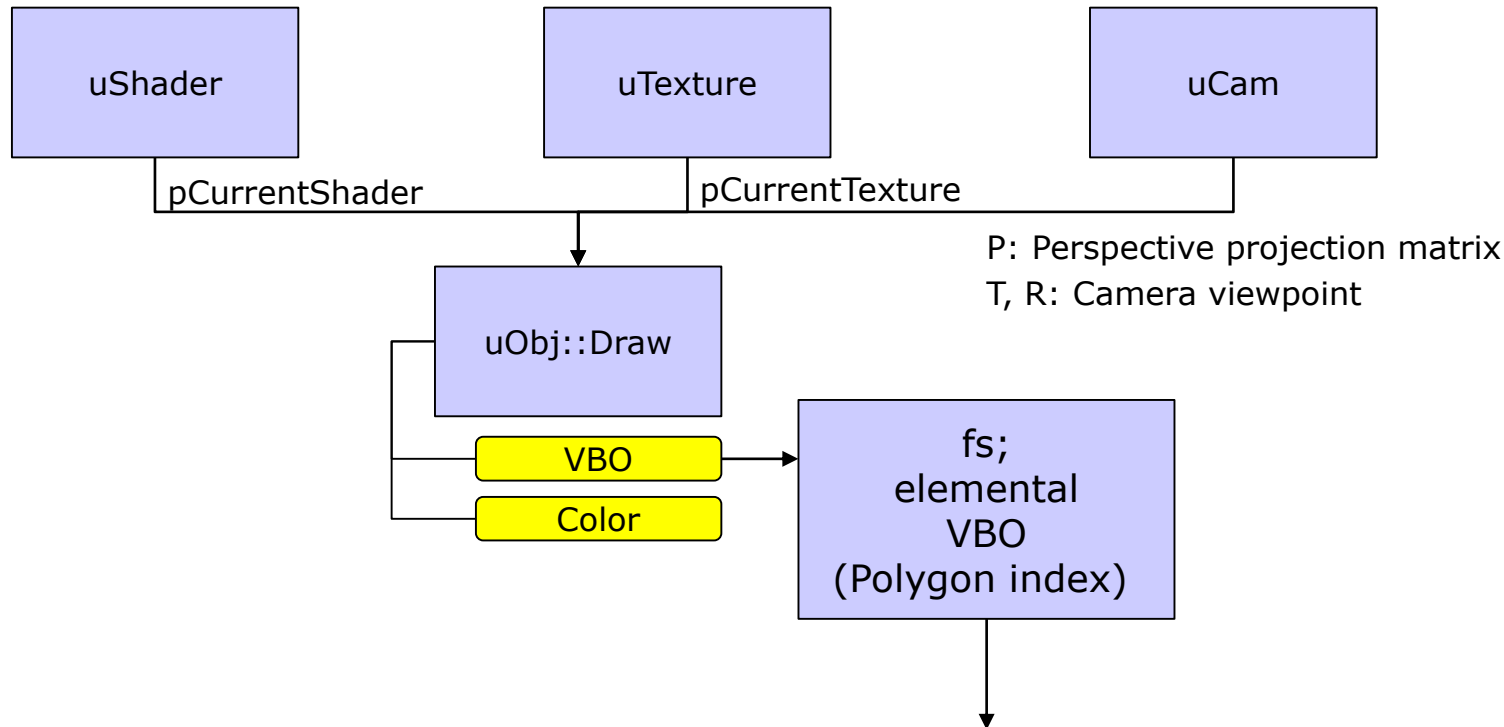 uShader
uTexture
uCam
pCurrentShader
pCurrentTexture
P: Perspective projection matrix
T, R: Camera viewpoint
uObj::Draw
VBO
Color
fs;
elemental
VBO
(Polygon index)